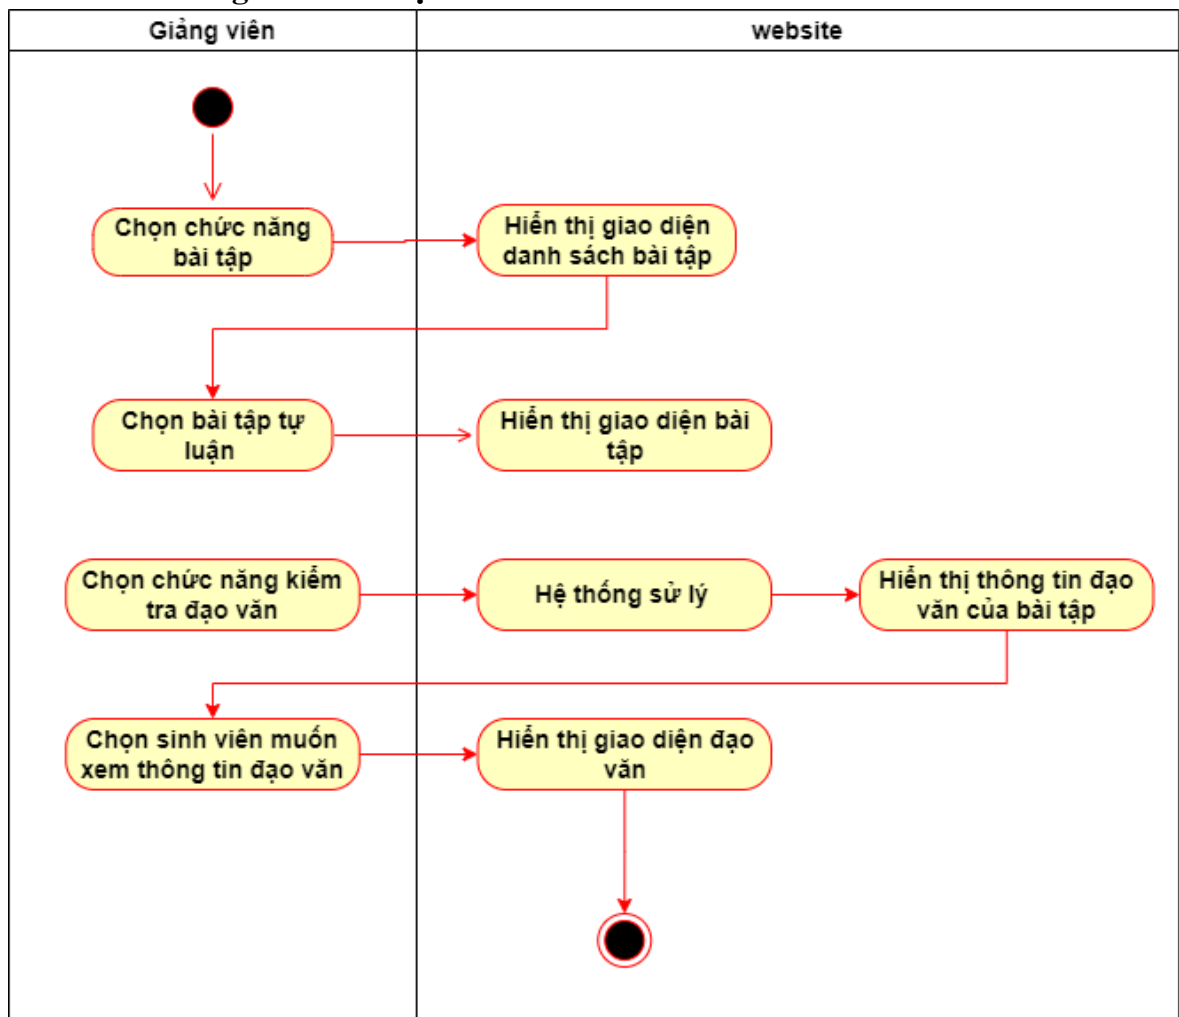 Giảng viên
website
Chọn chức năng
bài tập
Hiển thị giao diện
danh sách bài tập
Chọn bài tập tự
luận
Hiển thị giao diện bài
tập
Chọn chức năng kiểm
tra đạo văn
Hệ thống sử lý
Hiển thị thông tin đạo
văn của bài tập
Chọn sinh viên muốn
xem thông tin đạo văn
Hiển thị giao diện đạo
văn